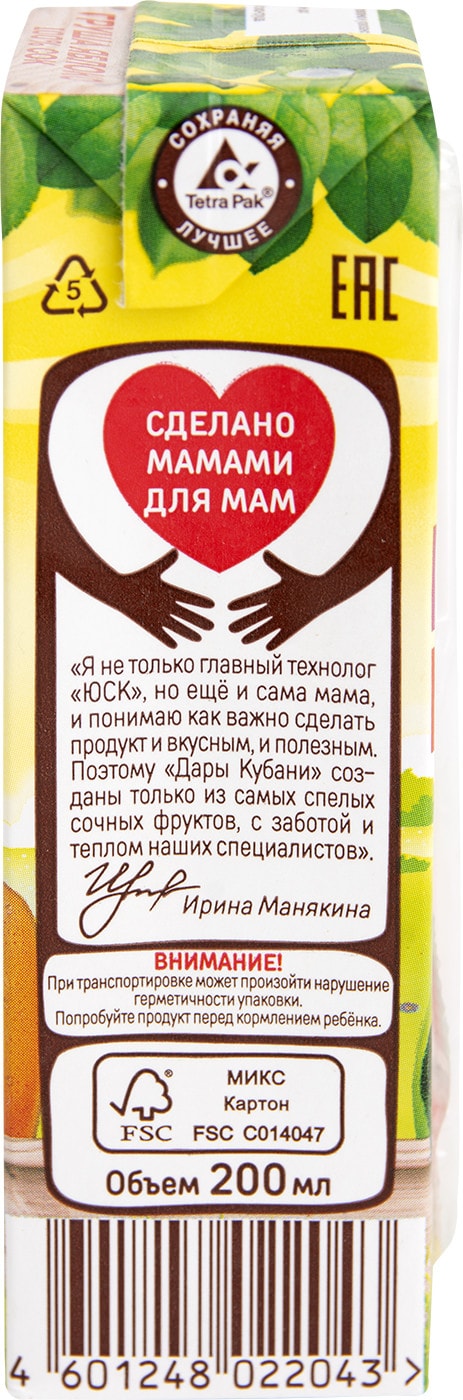 СОХРАНЯЯ
Tetra Pak®
ЛУЧШЕЕ
5
EAC
СДЕЛАНО
МАМАМИ
ДЛЯ МАМ
«Я не только главный технолог
«ЮСК», но ещё и сама мама,
и понимаю как важно сделать
продукт и вкусным, и полезным.
Поэтому «Дары Кубани» соз-
даны только из самых спелых
сочных фруктов, с заботой и
теплом наших специалистов».
Ирина Манякина
ВНИМАНИЕ!
При транспортировке может произойти нарушение
герметичности упаковки.
Попробуйте продукт перед кормлением ребёнка.
FSC
МИКС
Картон
FSC C014047
Объем 200 мл
4 601248 022043 >